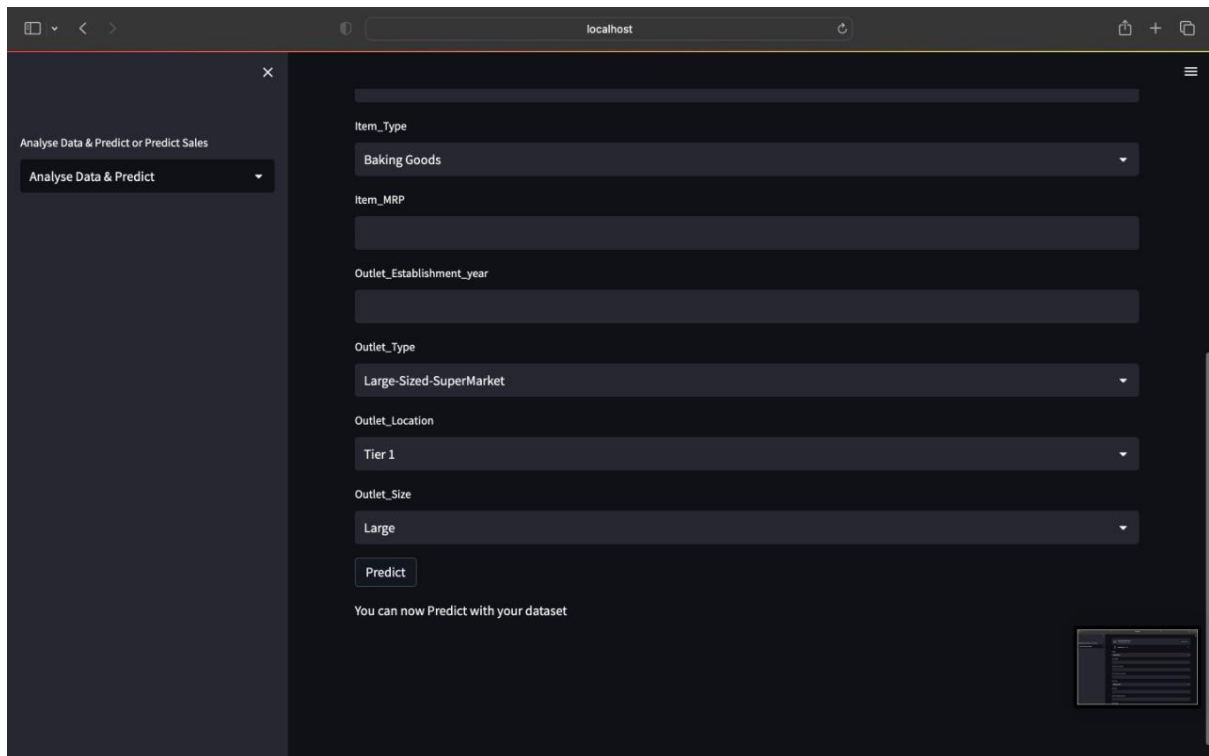 localhost
Analyse Data & Predict or Predict Sales
Analyse Data & Predict
Item_Type
Baking Goods
Item_MRP
Outlet_Establishment_year
Outlet_Type
Large-Sized-SuperMarket
Outlet_Location
Tier 1
Outlet_Size
Large
Predict
You can now Predict with your dataset